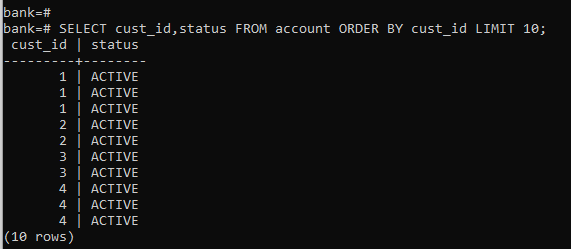 bank=#
bank=# SELECT cust_id,status FROM account ORDER BY cust_id LIMIT 10;
 cust_id | status
---------+--------
       1 | ACTIVE
       1 | ACTIVE
       1 | ACTIVE
       2 | ACTIVE
       2 | ACTIVE
       3 | ACTIVE
       3 | ACTIVE
       4 | ACTIVE
       4 | ACTIVE
       4 | ACTIVE
(10 rows)